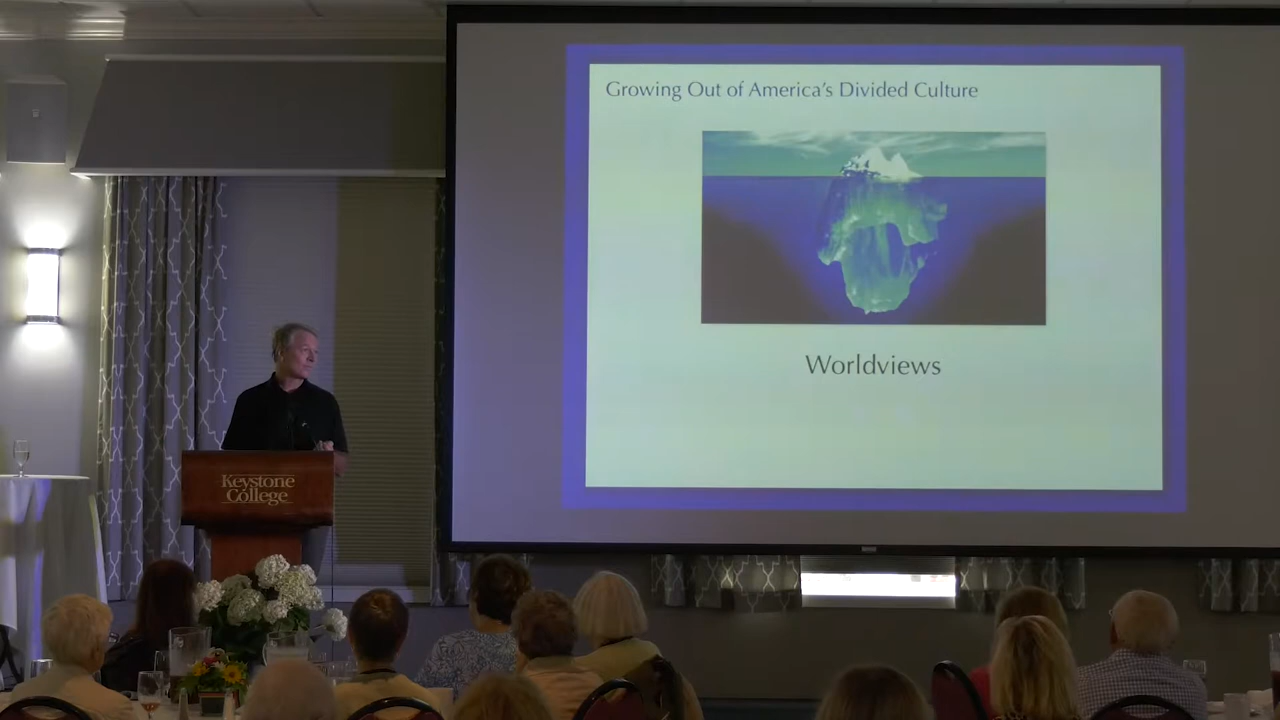 Growing Out of America's Divided Culture
Worldviews
Keystone
College